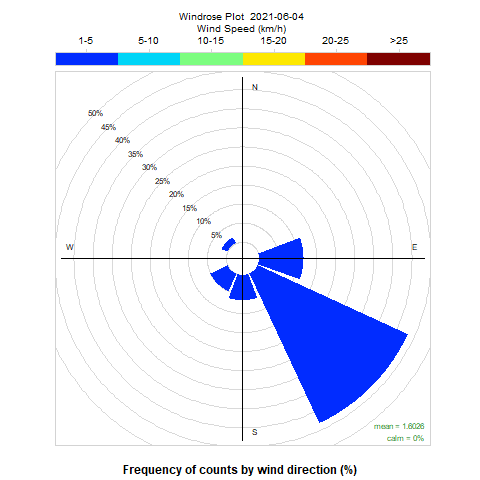 Windrose Plot 2021-06-04
Wind Speed (km/h)
1-5 5-10 10-15 15-20 20-25 >25
N
50%
45%
40%
35%
30%
25%
20%
15%
10%
5%
W E
S
mean = 1.6026
calm = 0%
Frequency of counts by wind direction (%)